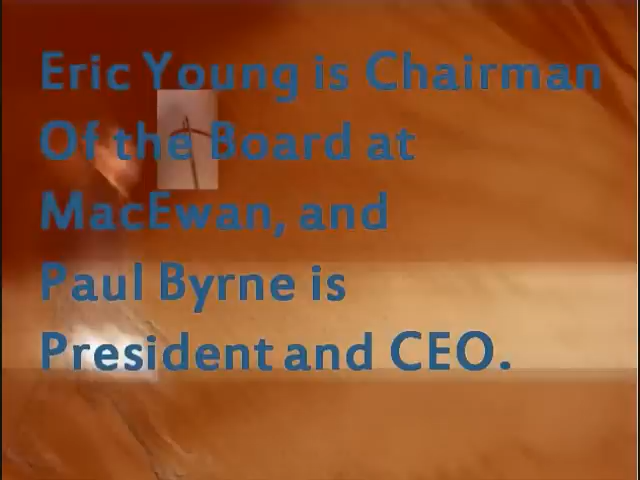 Eric Young is Chairman
Of the Board at
MacEwan, and
Paul Byrne is
President and CEO.